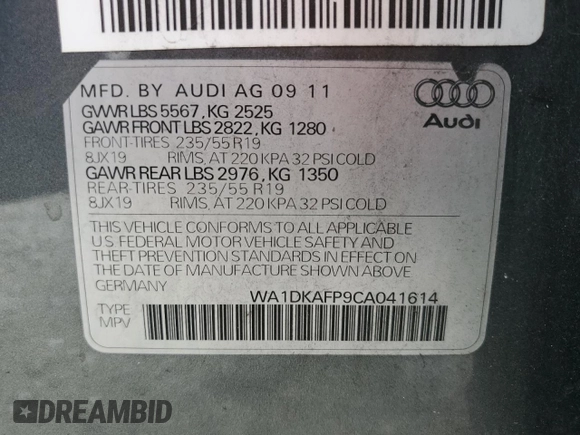 MFD. BY AUDI AG 09 11
GVWR LBS 5567, KG 2525
GAWR FRONT LBS 2822, KG 1280
FRONT-TIRES 235/55 R19
8JX19 RIMS, AT 220 KPA 32 PSI COLD
GAWR REAR LBS 2976, KG 1350
REAR-TIRES 235/55 R19
8JX19 RIMS, AT 220 KPA 32 PSI COLD
Audi
THIS VEHICLE CONFORMS TO ALL APPLICABLE
U.S. FEDERAL MOTOR VEHICLE SAFETY AND
THEFT PREVENTION STANDARDS IN EFFECT ON
THE DATE OF MANUFACTURE SHOWN ABOVE.
GERMANY
WA1DKAFP9CA041614
TYPE
MPV
DREAMBID